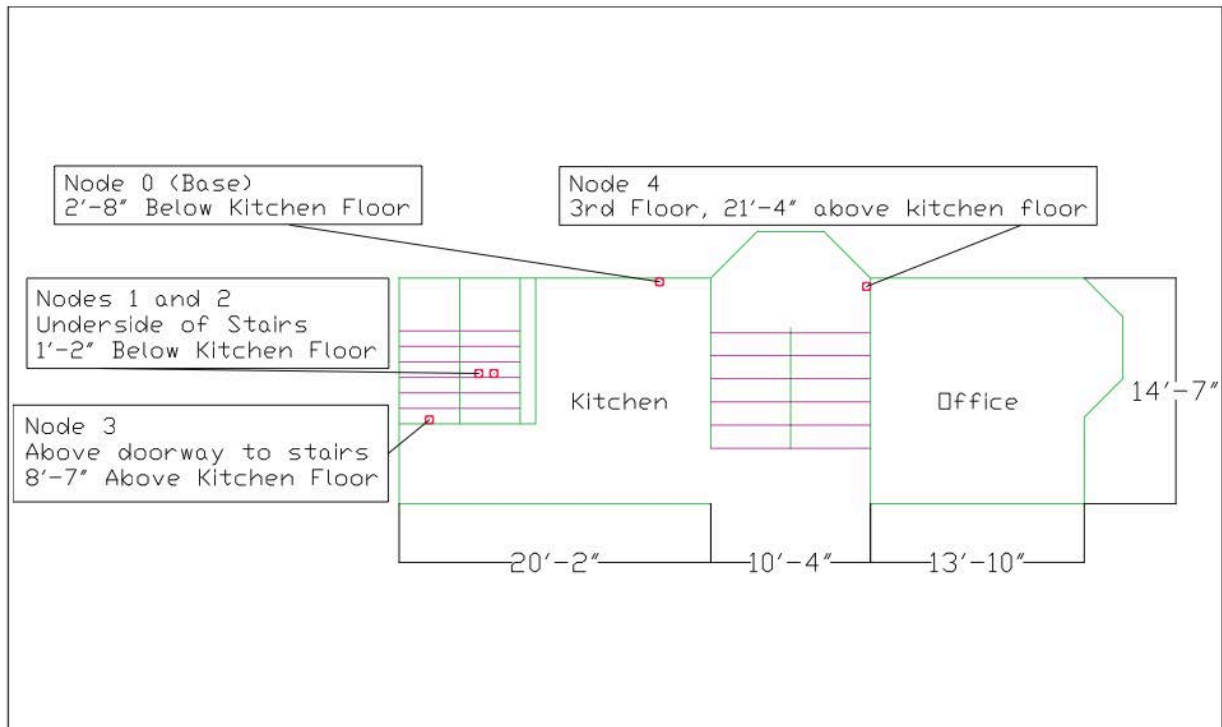 Node 0 (Base)
2'-8" Below Kitchen Floor
Node 4
3rd Floor, 21'-4" above kitchen floor
Nodes 1 and 2
Underside of Stairs
1'-2" Below Kitchen Floor
Node 3
Above doorway to stairs
8'-7" Above Kitchen Floor
Kitchen
Office
14'-7"
20'-2"
10'-4"
13'-10"